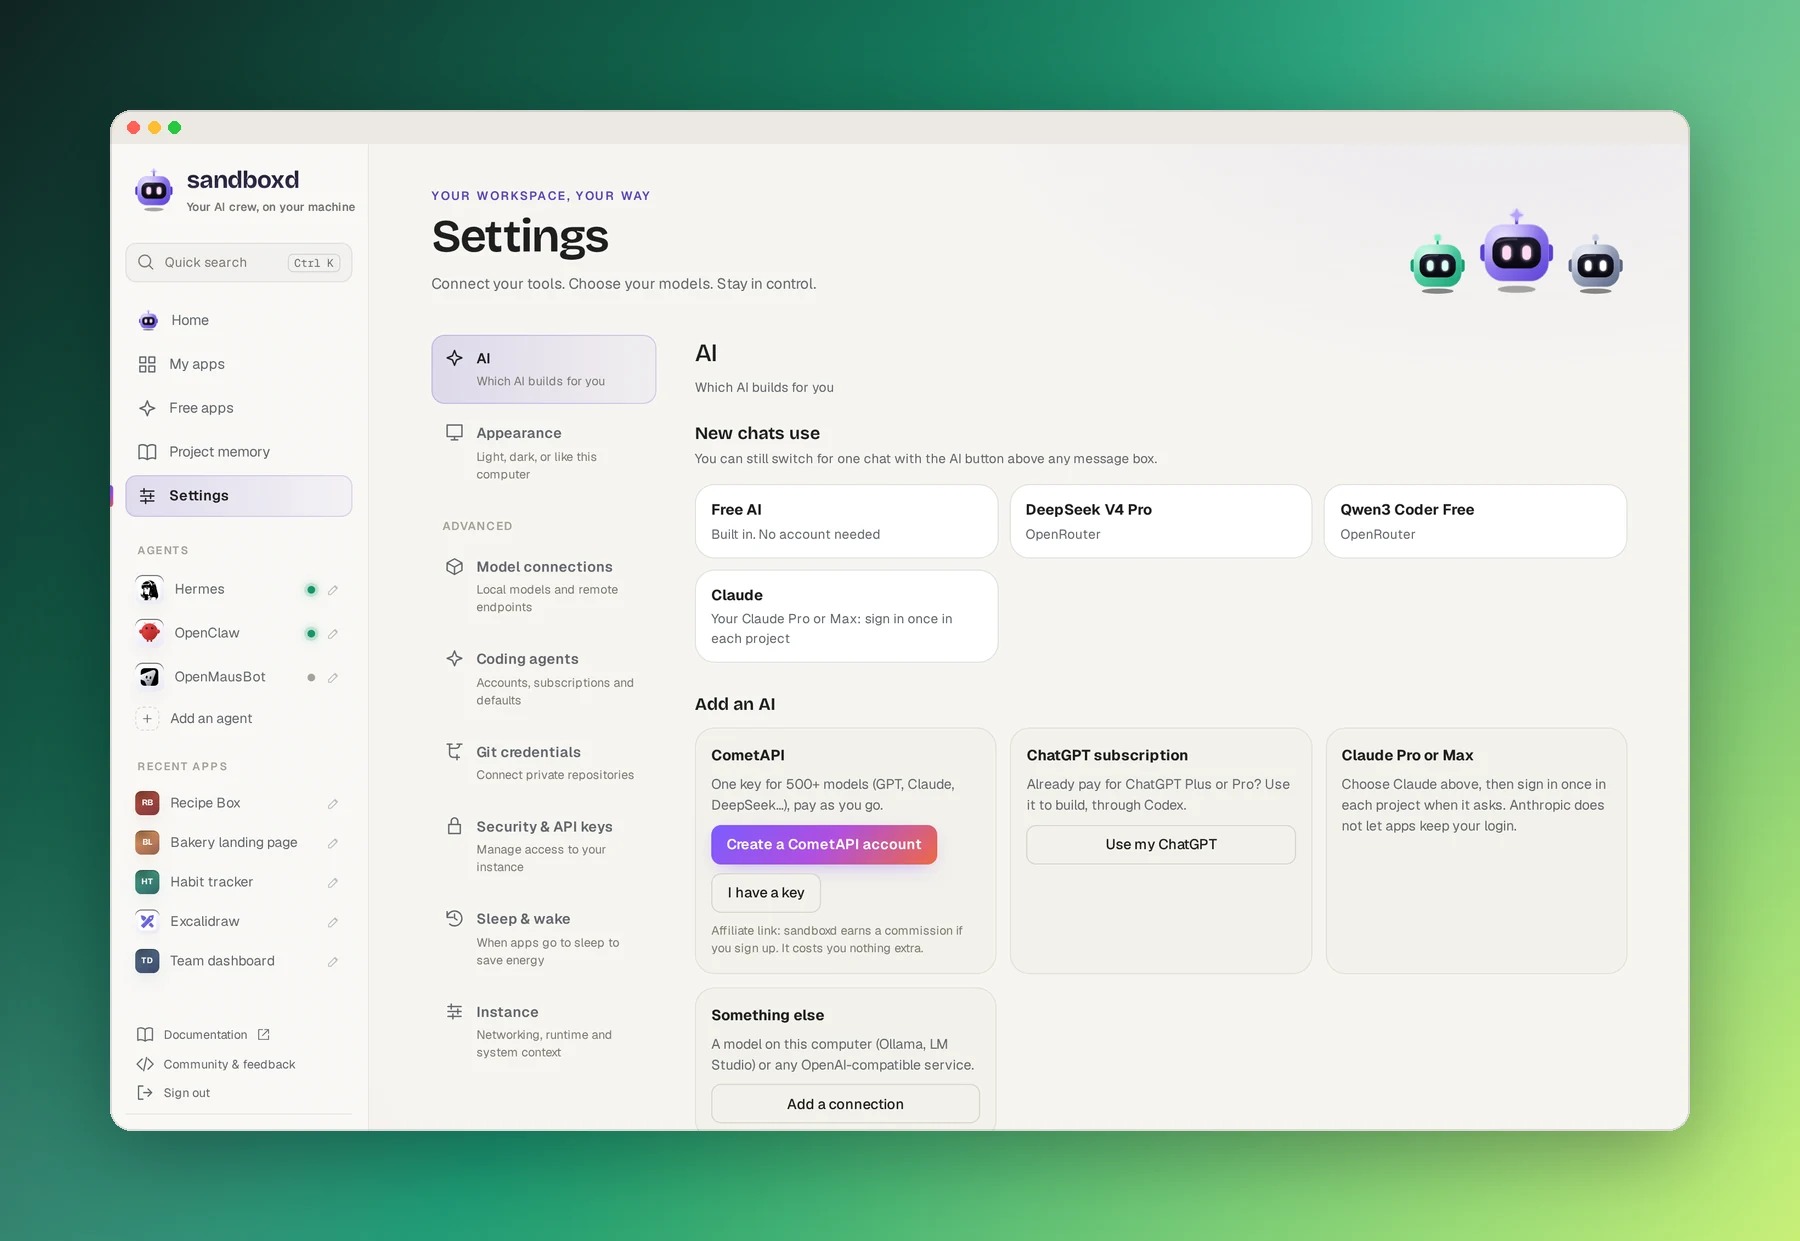 sandboxd
Your AI crew, on your machine
Quick search
Ctrl K
Home
My apps
Free apps
Project memory
Settings
AGENTS
Hermes
OpenClaw
OpenMausBot
Add an agent
RECENT APPS
RB Recipe Box
BL Bakery landing page
HT Habit tracker
Excalidraw
TD Team dashboard
Documentation
Community & feedback
Sign out
YOUR WORKSPACE, YOUR WAY
Settings
Connect your tools. Choose your models. Stay in control.
AI
Which AI builds for you
Appearance
Light, dark, or like this
computer
ADVANCED
Model connections
Local models and remote
endpoints
Coding agents
Accounts, subscriptions and
defaults
Git credentials
Connect private repositories
Security & API keys
Manage access to your
instance
Sleep & wake
When apps go to sleep to
save energy
Instance
Networking, runtime and
system context
AI
Which AI builds for you
New chats use
You can still switch for one chat with the AI button above any message box.
Free AI
Built in. No account needed
DeepSeek V4 Pro
OpenRouter
Qwen3 Coder Free
OpenRouter
Claude
Your Claude Pro or Max: sign in once in
each project
Add an AI
CometAPI
One key for 500+ models (GPT, Claude,
DeepSeek...), pay as you go.
Create a CometAPI account
I have a key
Affiliate link: sandboxd earns a commission if
you sign up. It costs you nothing extra.
ChatGPT subscription
Already pay for ChatGPT Plus or Pro? Use
it to build, through Codex.
Use my ChatGPT
Claude Pro or Max
Choose Claude above, then sign in once in
each project when it asks. Anthropic does
not let apps keep your login.
Something else
A model on this computer (Ollama, LM
Studio) or any OpenAI-compatible service.
Add a connection